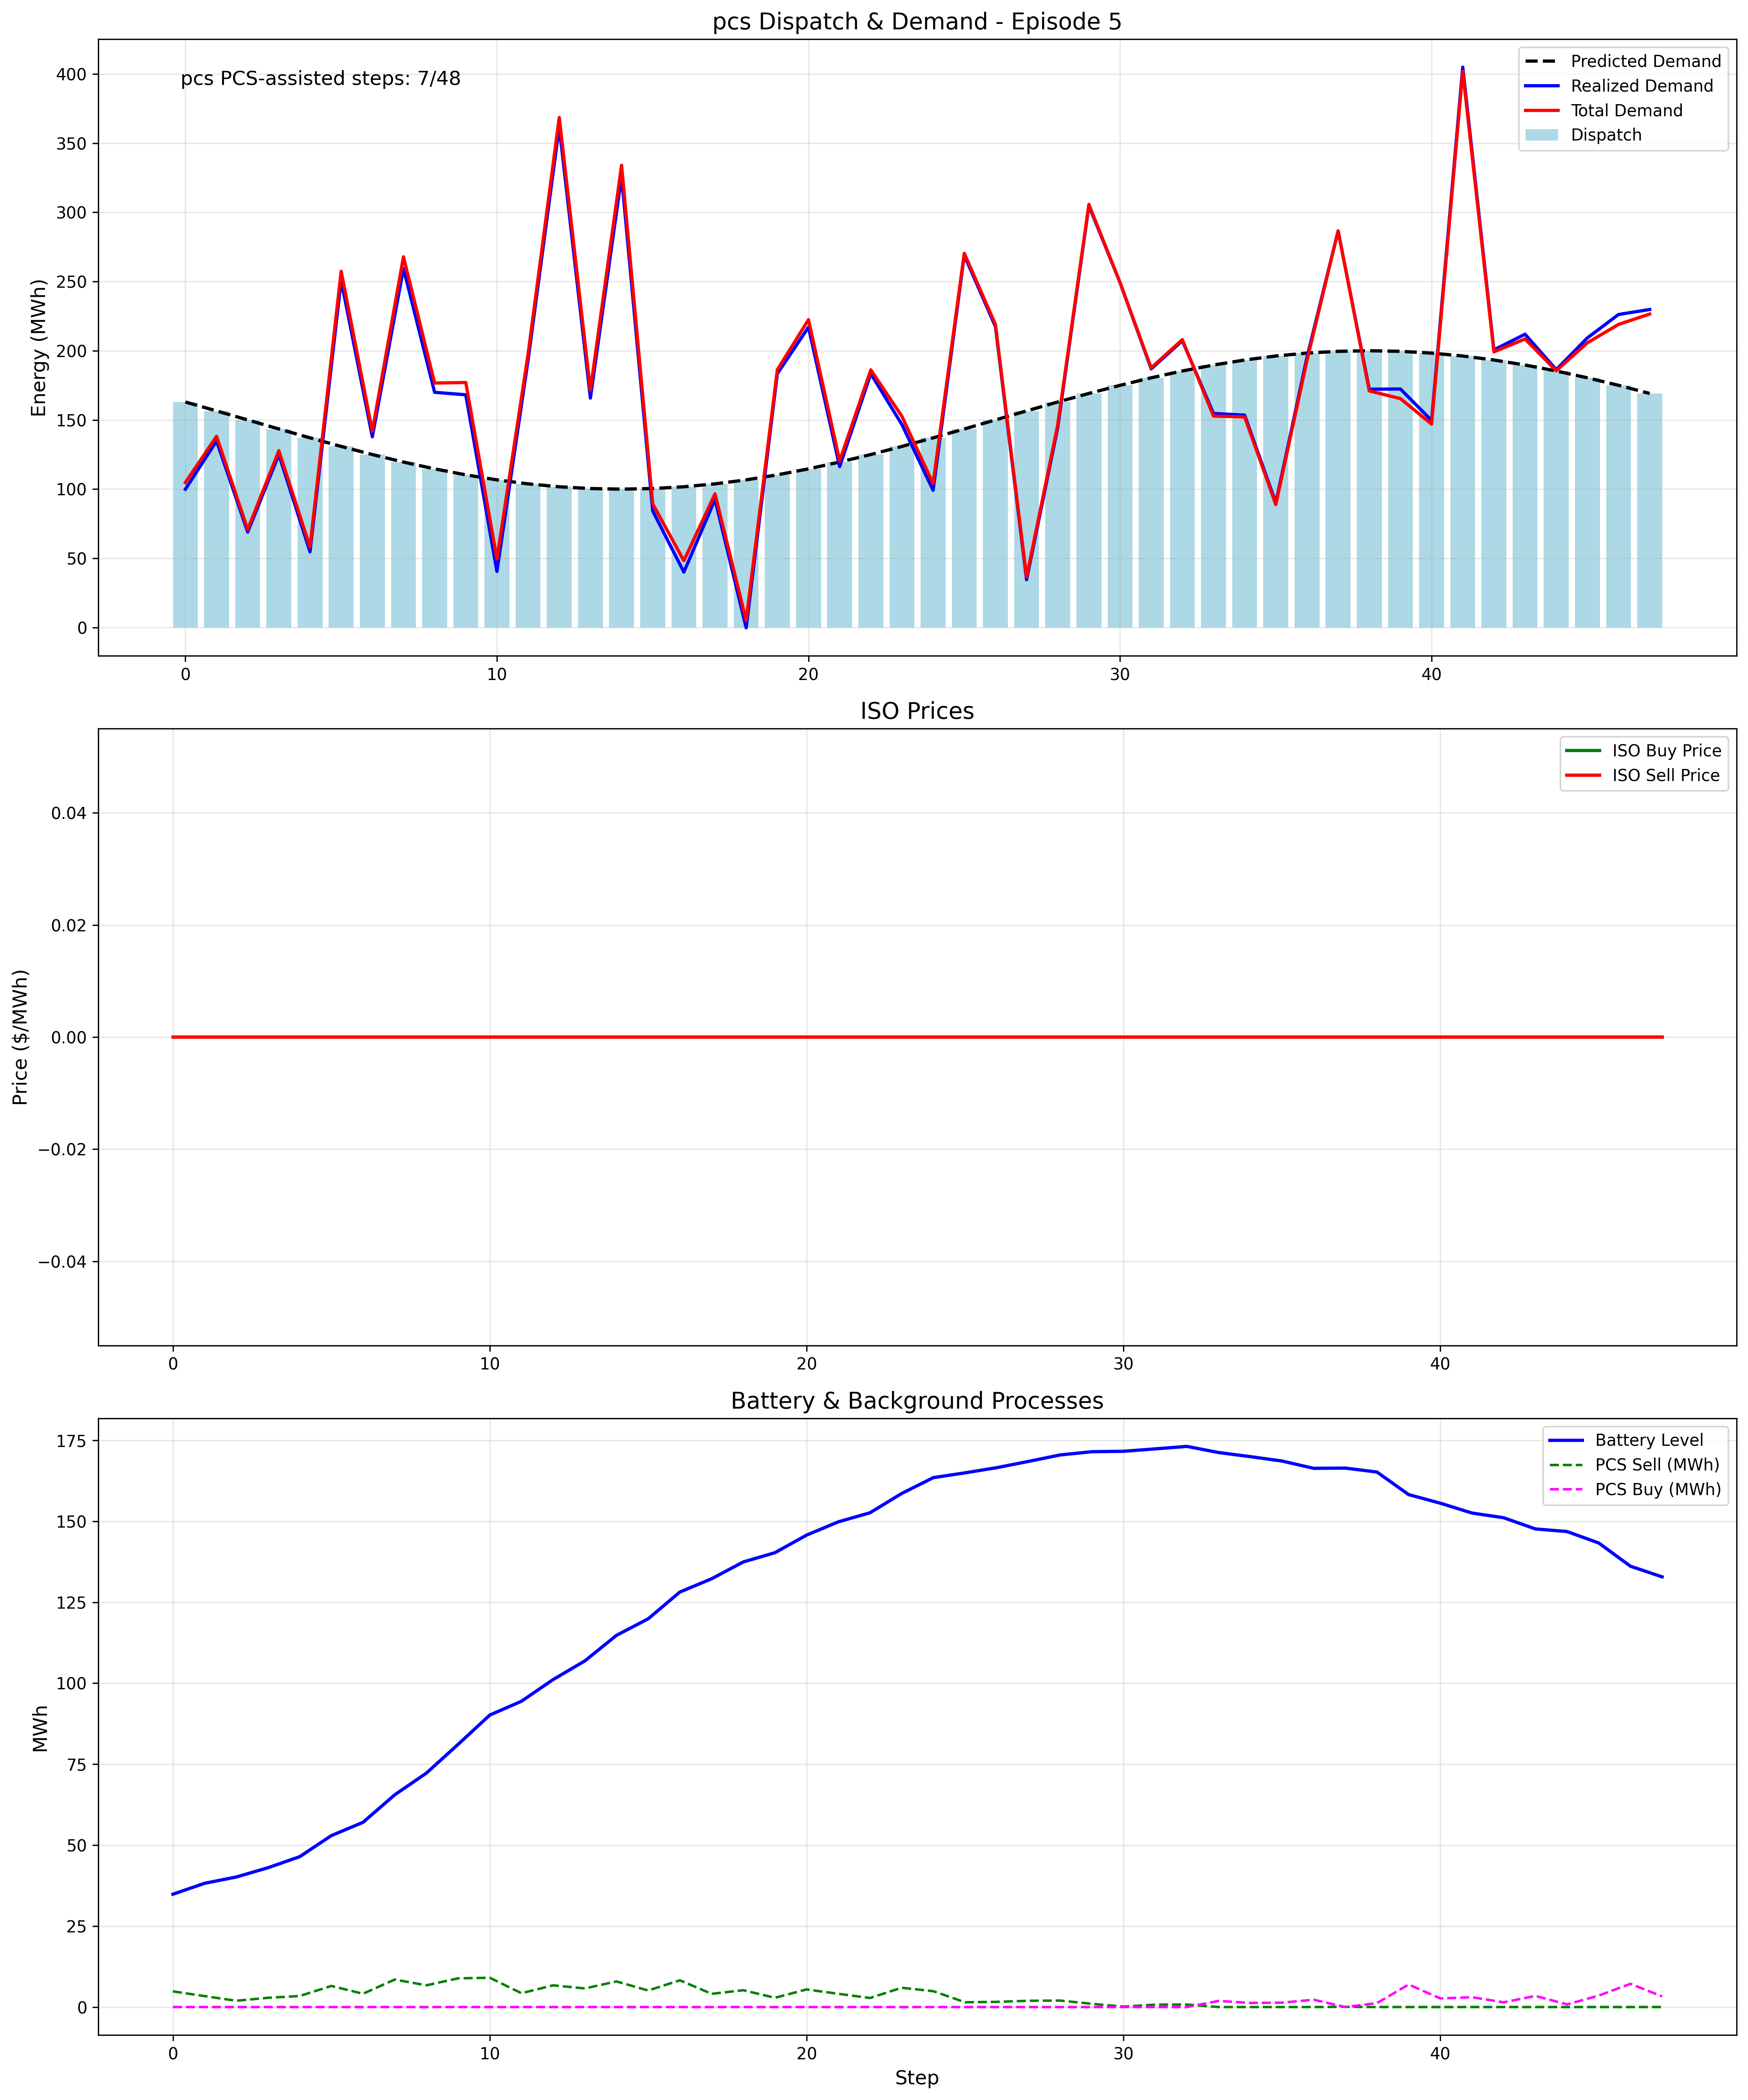 pcs Dispatch & Demand - Episode 5
pcs PCS-assisted steps: 7/48
Predicted Demand
Realized Demand
Total Demand
Dispatch
Energy (MWh)
400
350
300
250
200
150
100
50
0
0 10 20 30 40
ISO Prices
ISO Buy Price
ISO Sell Price
Price ($/MWh)
0.04
0.02
0.00
−0.02
−0.04
0 10 20 30 40
Battery & Background Processes
Battery Level
PCS Sell (MWh)
PCS Buy (MWh)
MWh
175
150
125
100
75
50
25
0
0 10 20 30 40
Step